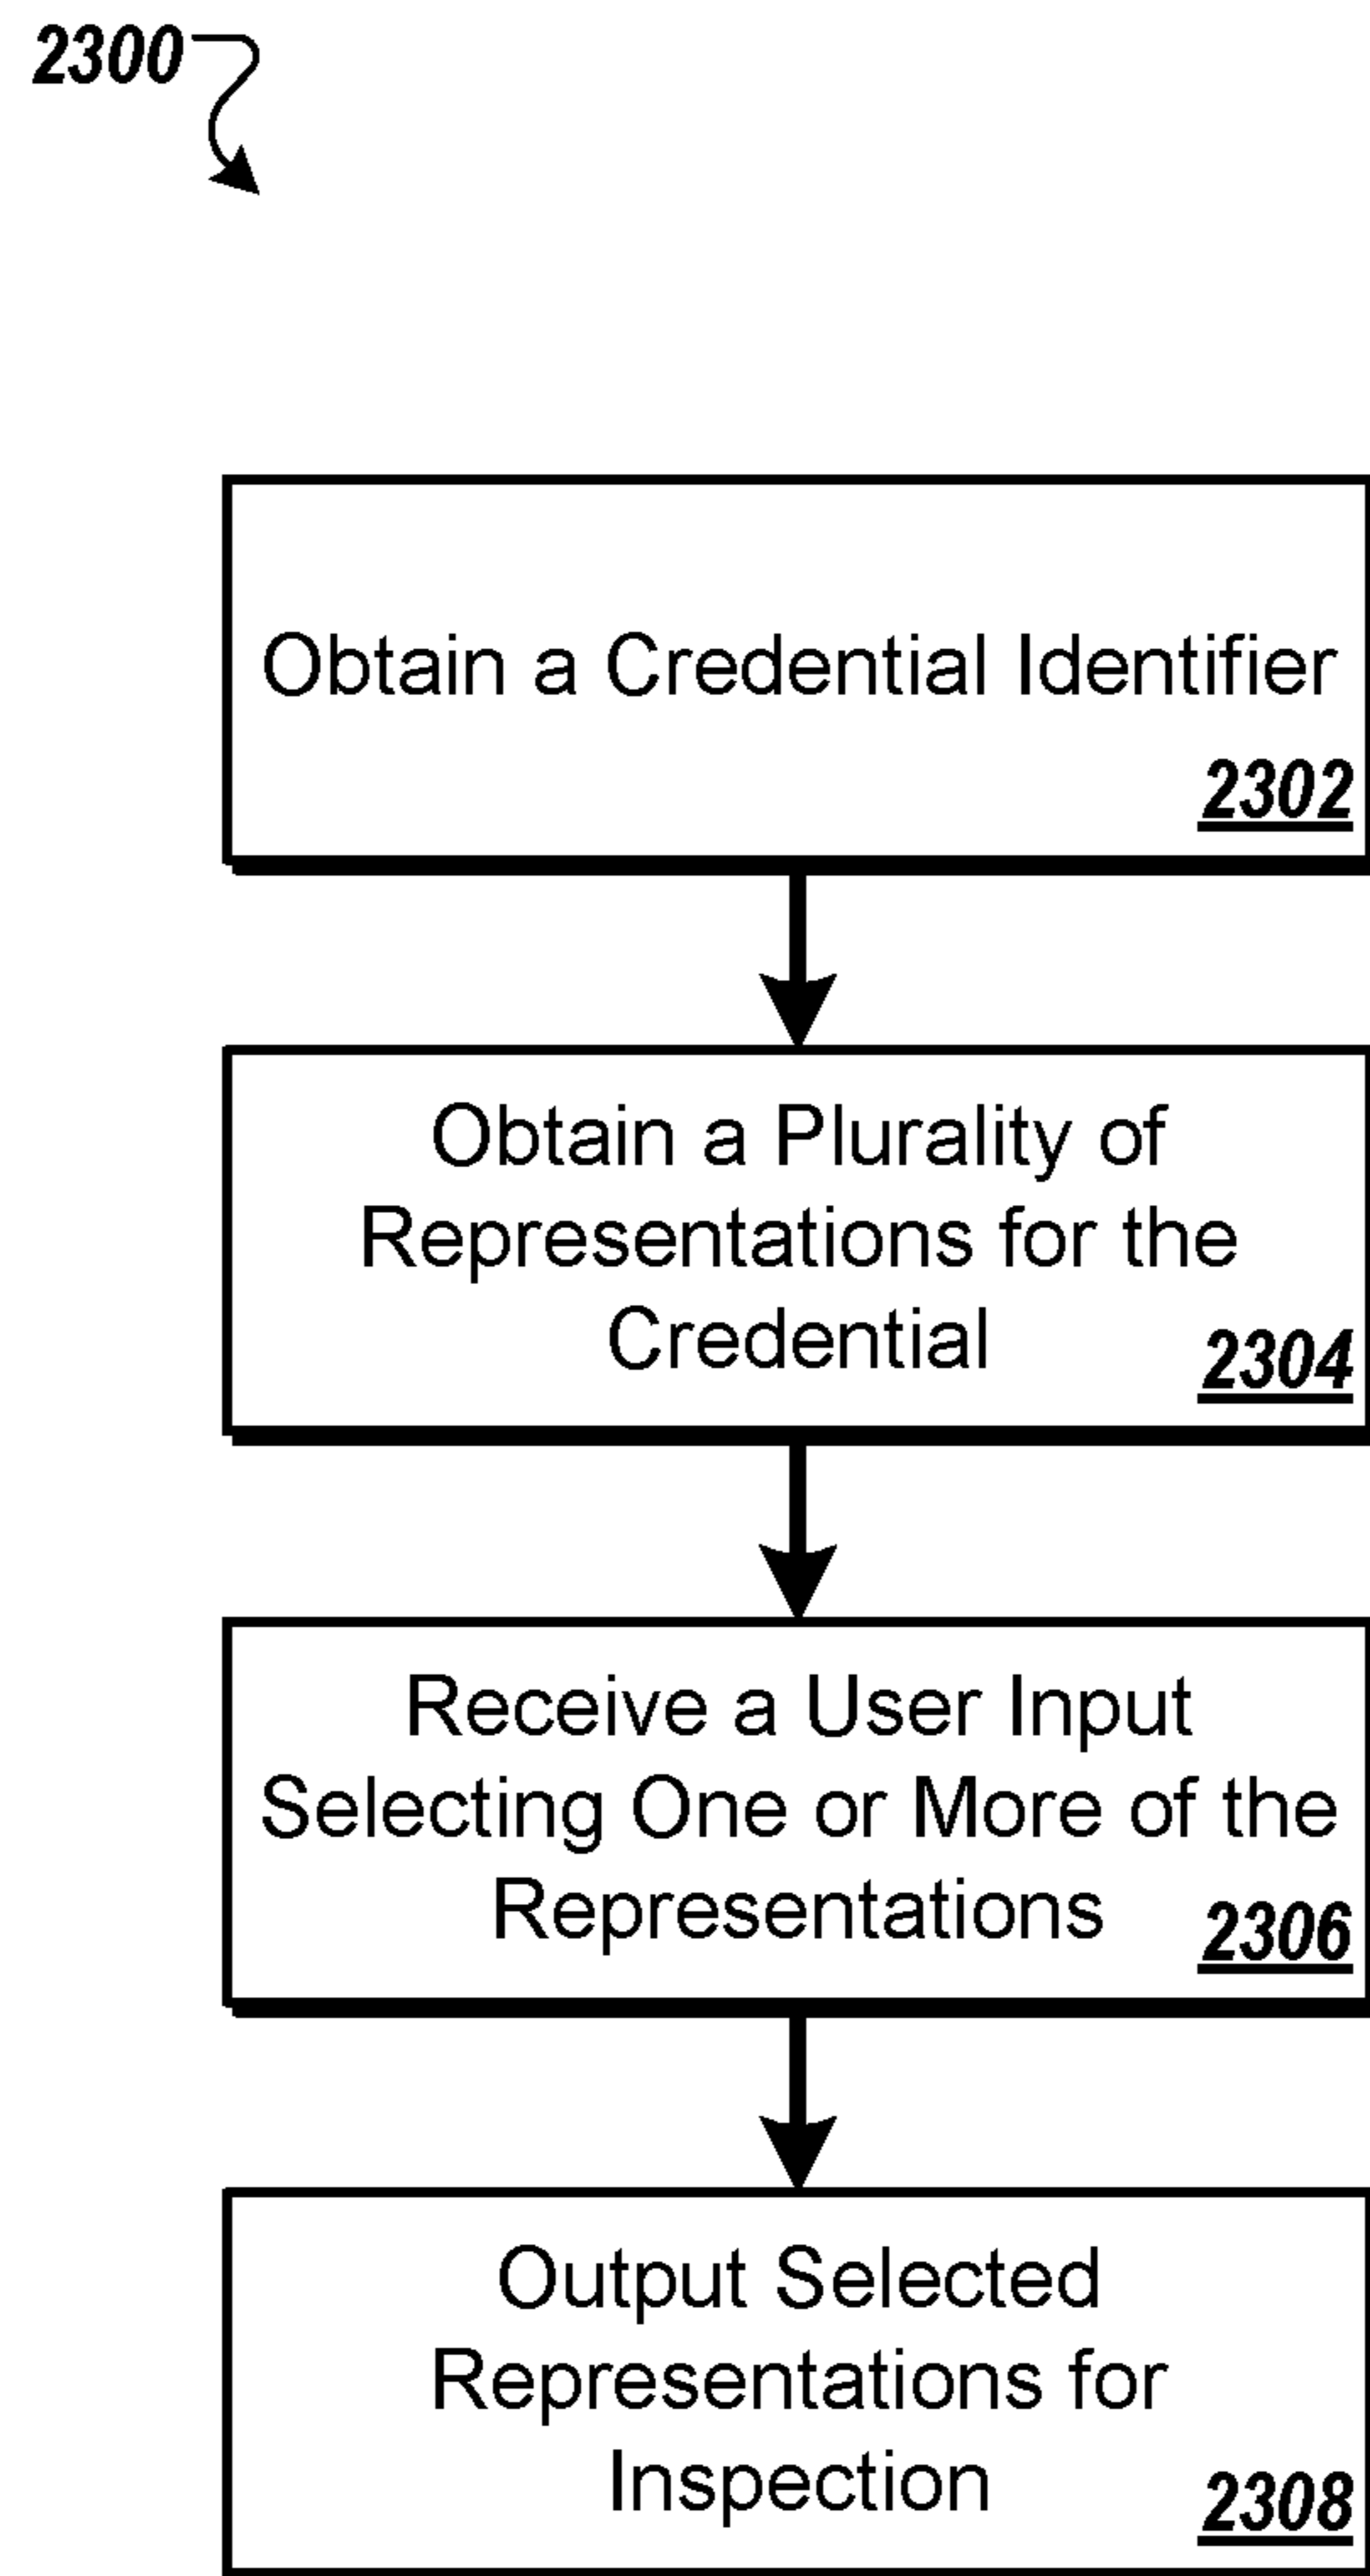 2300
Obtain a Credential Identifier
2302
Obtain a Plurality of
Representations for the
Credential
2304
Receive a User Input
Selecting One or More of the
Representations
2306
Output Selected
Representations for
Inspection
2308